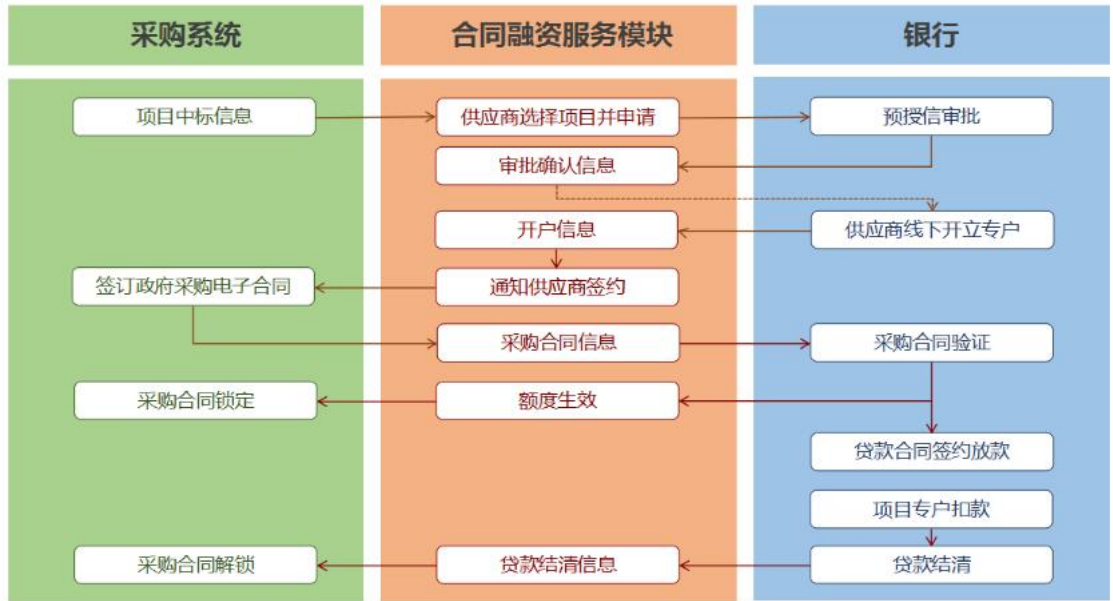 采购系统
合同融资服务模块
银行
项目中标信息
供应商选择项目并申请
预授信审批
审批确认信息
开户信息
供应商线下开立专户
签订政府采购电子合同
通知供应商签约
采购合同信息
采购合同验证
采购合同锁定
额度生效
贷款合同签约放款
项目专户扣款
采购合同解锁
贷款结清信息
贷款结清